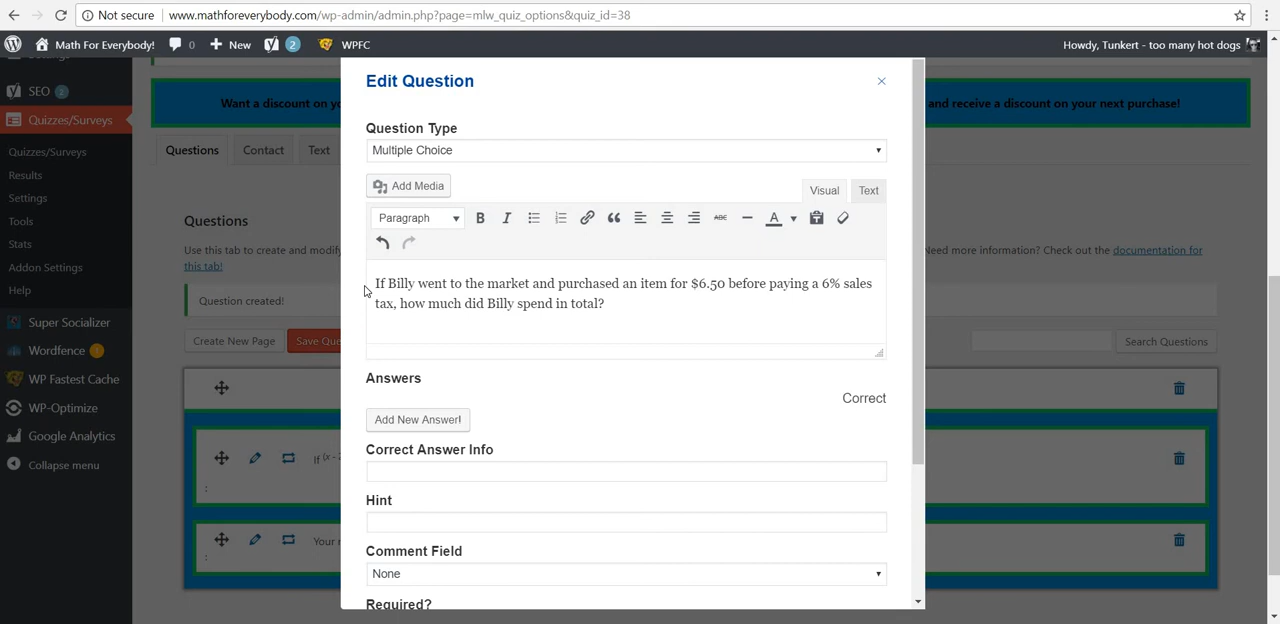 Not secure www.mathforeverybody.com/wp-admin/admin.php?page=mlw_quiz_options&quiz_id=38
Math For Everybody! 0 New 2 WPFC Howdy, Tunkert - too many hot dogs
SEO 2
Quizzes/Surveys
Quizzes/Surveys
Results
Settings
Tools
Stats
Addon Settings
Help
Super Socializer
Wordfence 1
WP Fastest Cache
WP-Optimize
Google Analytics
Collapse menu
Want a discount on
and receive a discount on your next purchase!
Questions Contact Text
Questions
Use this tab to create and
Need more information? Check out the documentation for
this tab!
Question created!
Create New Page Save
Search Questions
If (x -
:
Your
:
Edit Question
×
Question Type
Multiple Choice
Add Media
Visual Text
Paragraph B I ABC A
If Billy went to the market and purchased an item for $6.50 before paying a 6% sales
tax, how much did Billy spend in total?
Answers
Correct
Add New Answer!
Correct Answer Info
Hint
Comment Field
None
Required?